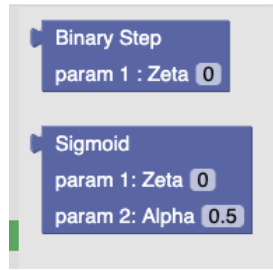 Binary Step
param 1 : Zeta 0
Sigmoid
param 1: Zeta 0
param 2: Alpha 0.5